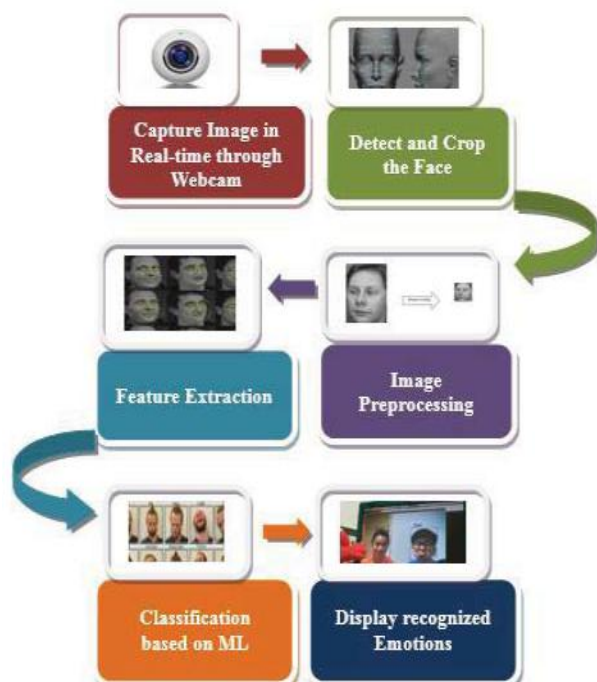 Capture Image in
Real-time through
Webcam
Detect and Crop
the Face
Image
Preprocessing
Feature Extraction
Classification
based on ML
Display recognized
Emotions